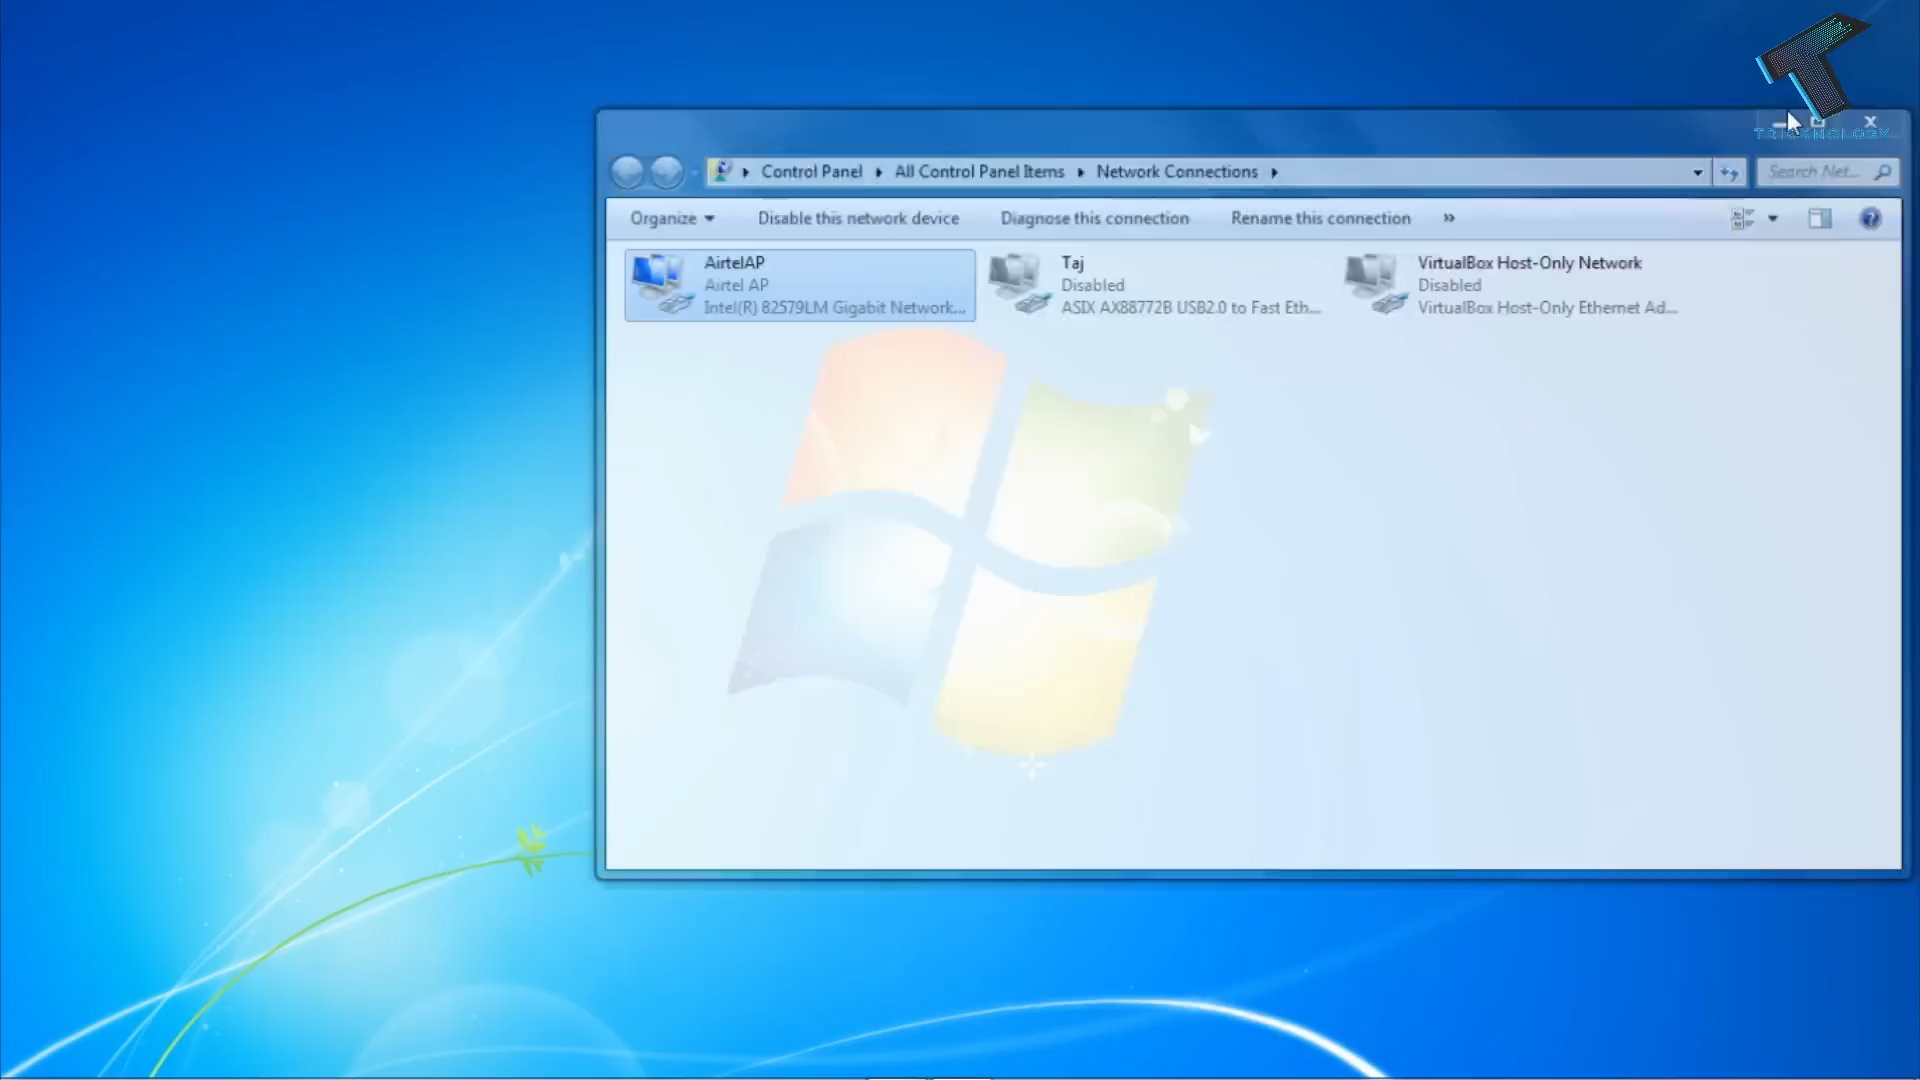 TRICKNOLOGY
Control Panel
All Control Panel Items
Network Connections
Search Net...
Organize
Disable this network device
Diagnose this connection
Rename this connection
»
AirtelAP
Airtel AP
Intel(R) 82579LM Gigabit Network...
Taj
Disabled
ASIX AX88772B USB2.0 to Fast Eth...
VirtualBox Host-Only Network
Disabled
VirtualBox Host-Only Ethernet Ad...